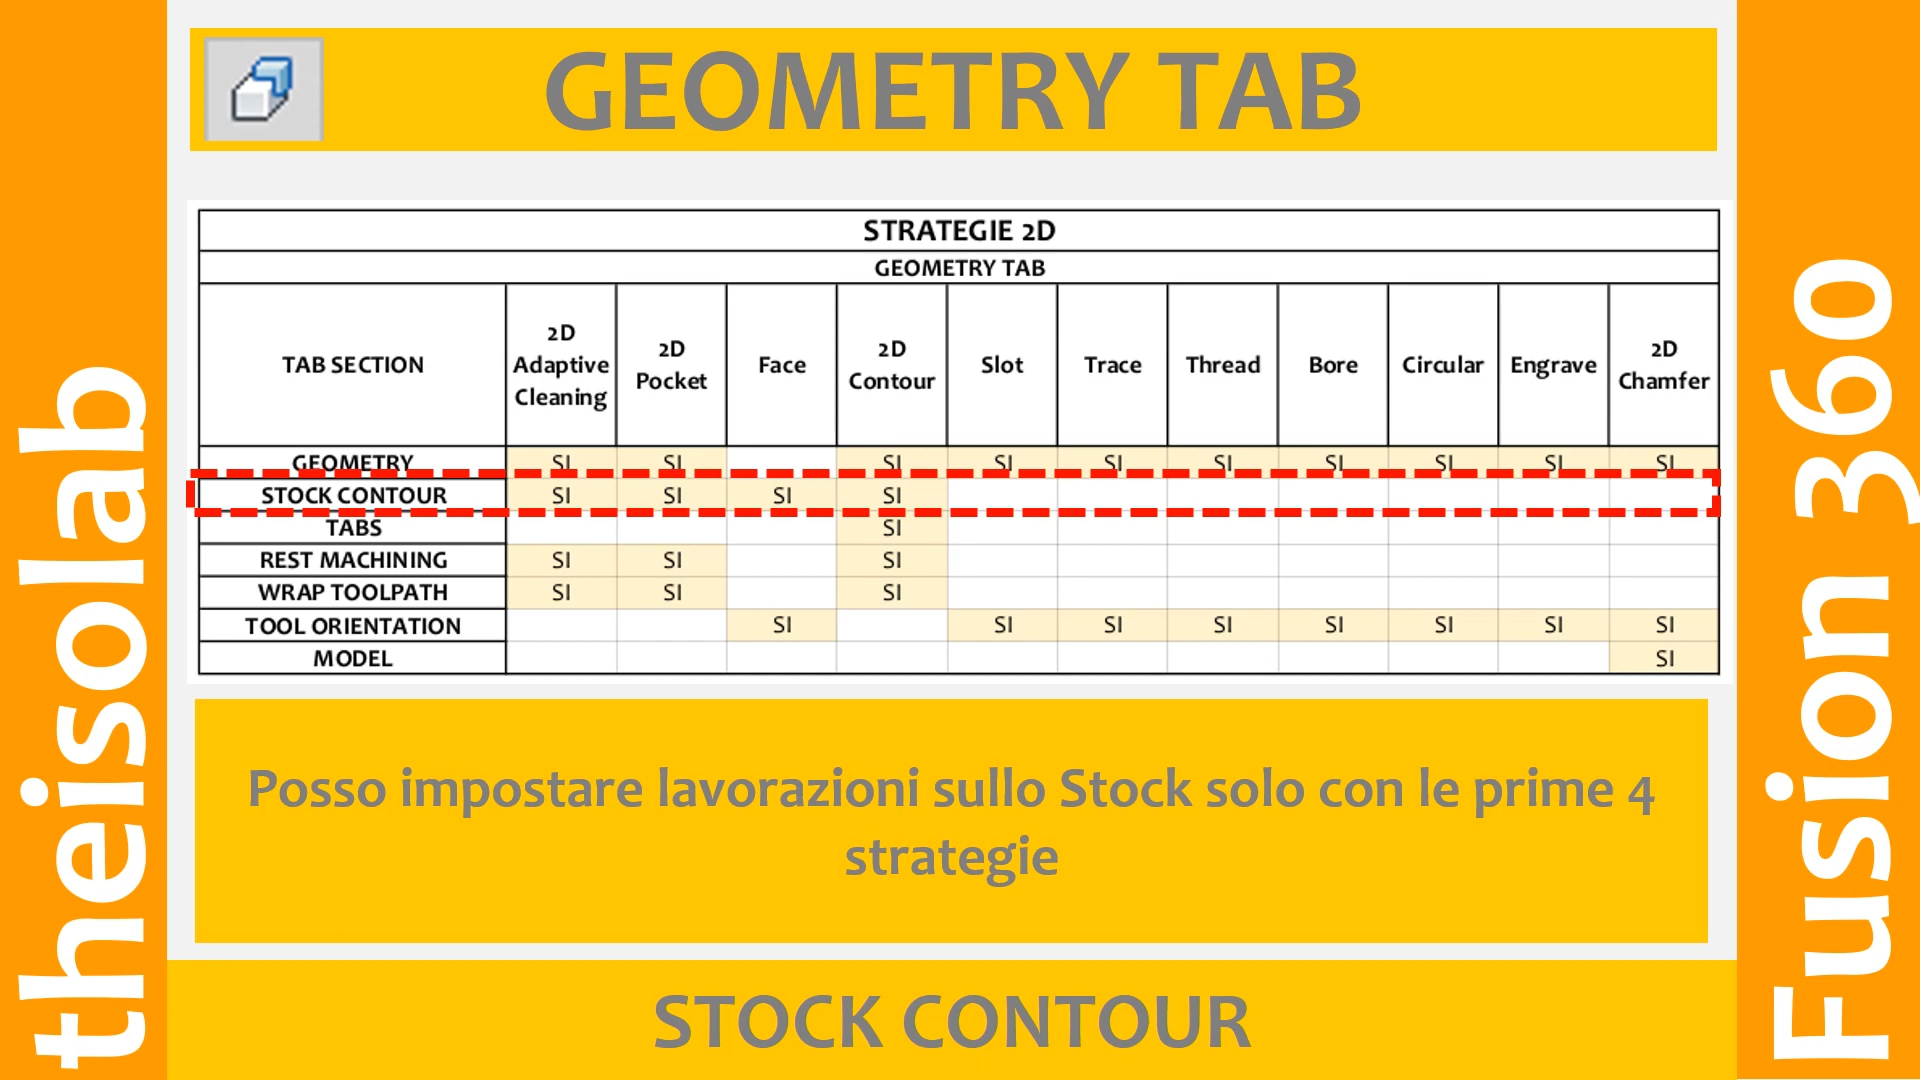 GEOMETRY TAB
theisolab
Fusion 360
STRATEGIE 2D
GEOMETRY TAB
TAB SECTION 2D Adaptive Cleaning 2D Pocket Face 2D Contour Slot Trace Thread Bore Circular Engrave 2D Chamfer
GEOMETRY SI SI SI SI SI SI SI SI SI SI
STOCK CONTOUR SI SI SI SI
TABS SI
REST MACHINING SI SI SI
WRAP TOOLPATH SI SI SI
TOOL ORIENTATION SI SI SI SI SI SI SI SI
MODEL SI
Posso impostare lavorazioni sullo Stock solo con le prime 4
strategie
STOCK CONTOUR